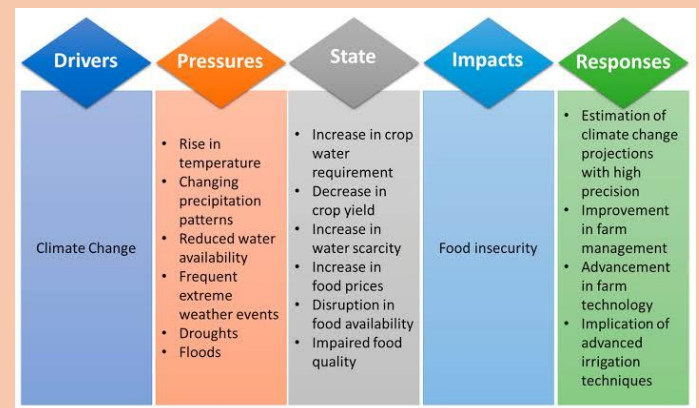 Drivers
Climate Change
Pressures
• Rise in
temperature
• Changing
precipitation
patterns
• Reduced water
availability
• Frequent
extreme
weather events
• Droughts
• Floods
State
• Increase in crop
water
requirement
• Decrease in
crop yield
• Increase in
water scarcity
• Increase in
food prices
• Disruption in
food availability
• Impaired food
quality
Impacts
Food insecurity
Responses
• Estimation of
climate change
projections
with high
precision
• Improvement
in farm
management
• Advancement
in farm
technology
• Implication of
advanced
irrigation
techniques